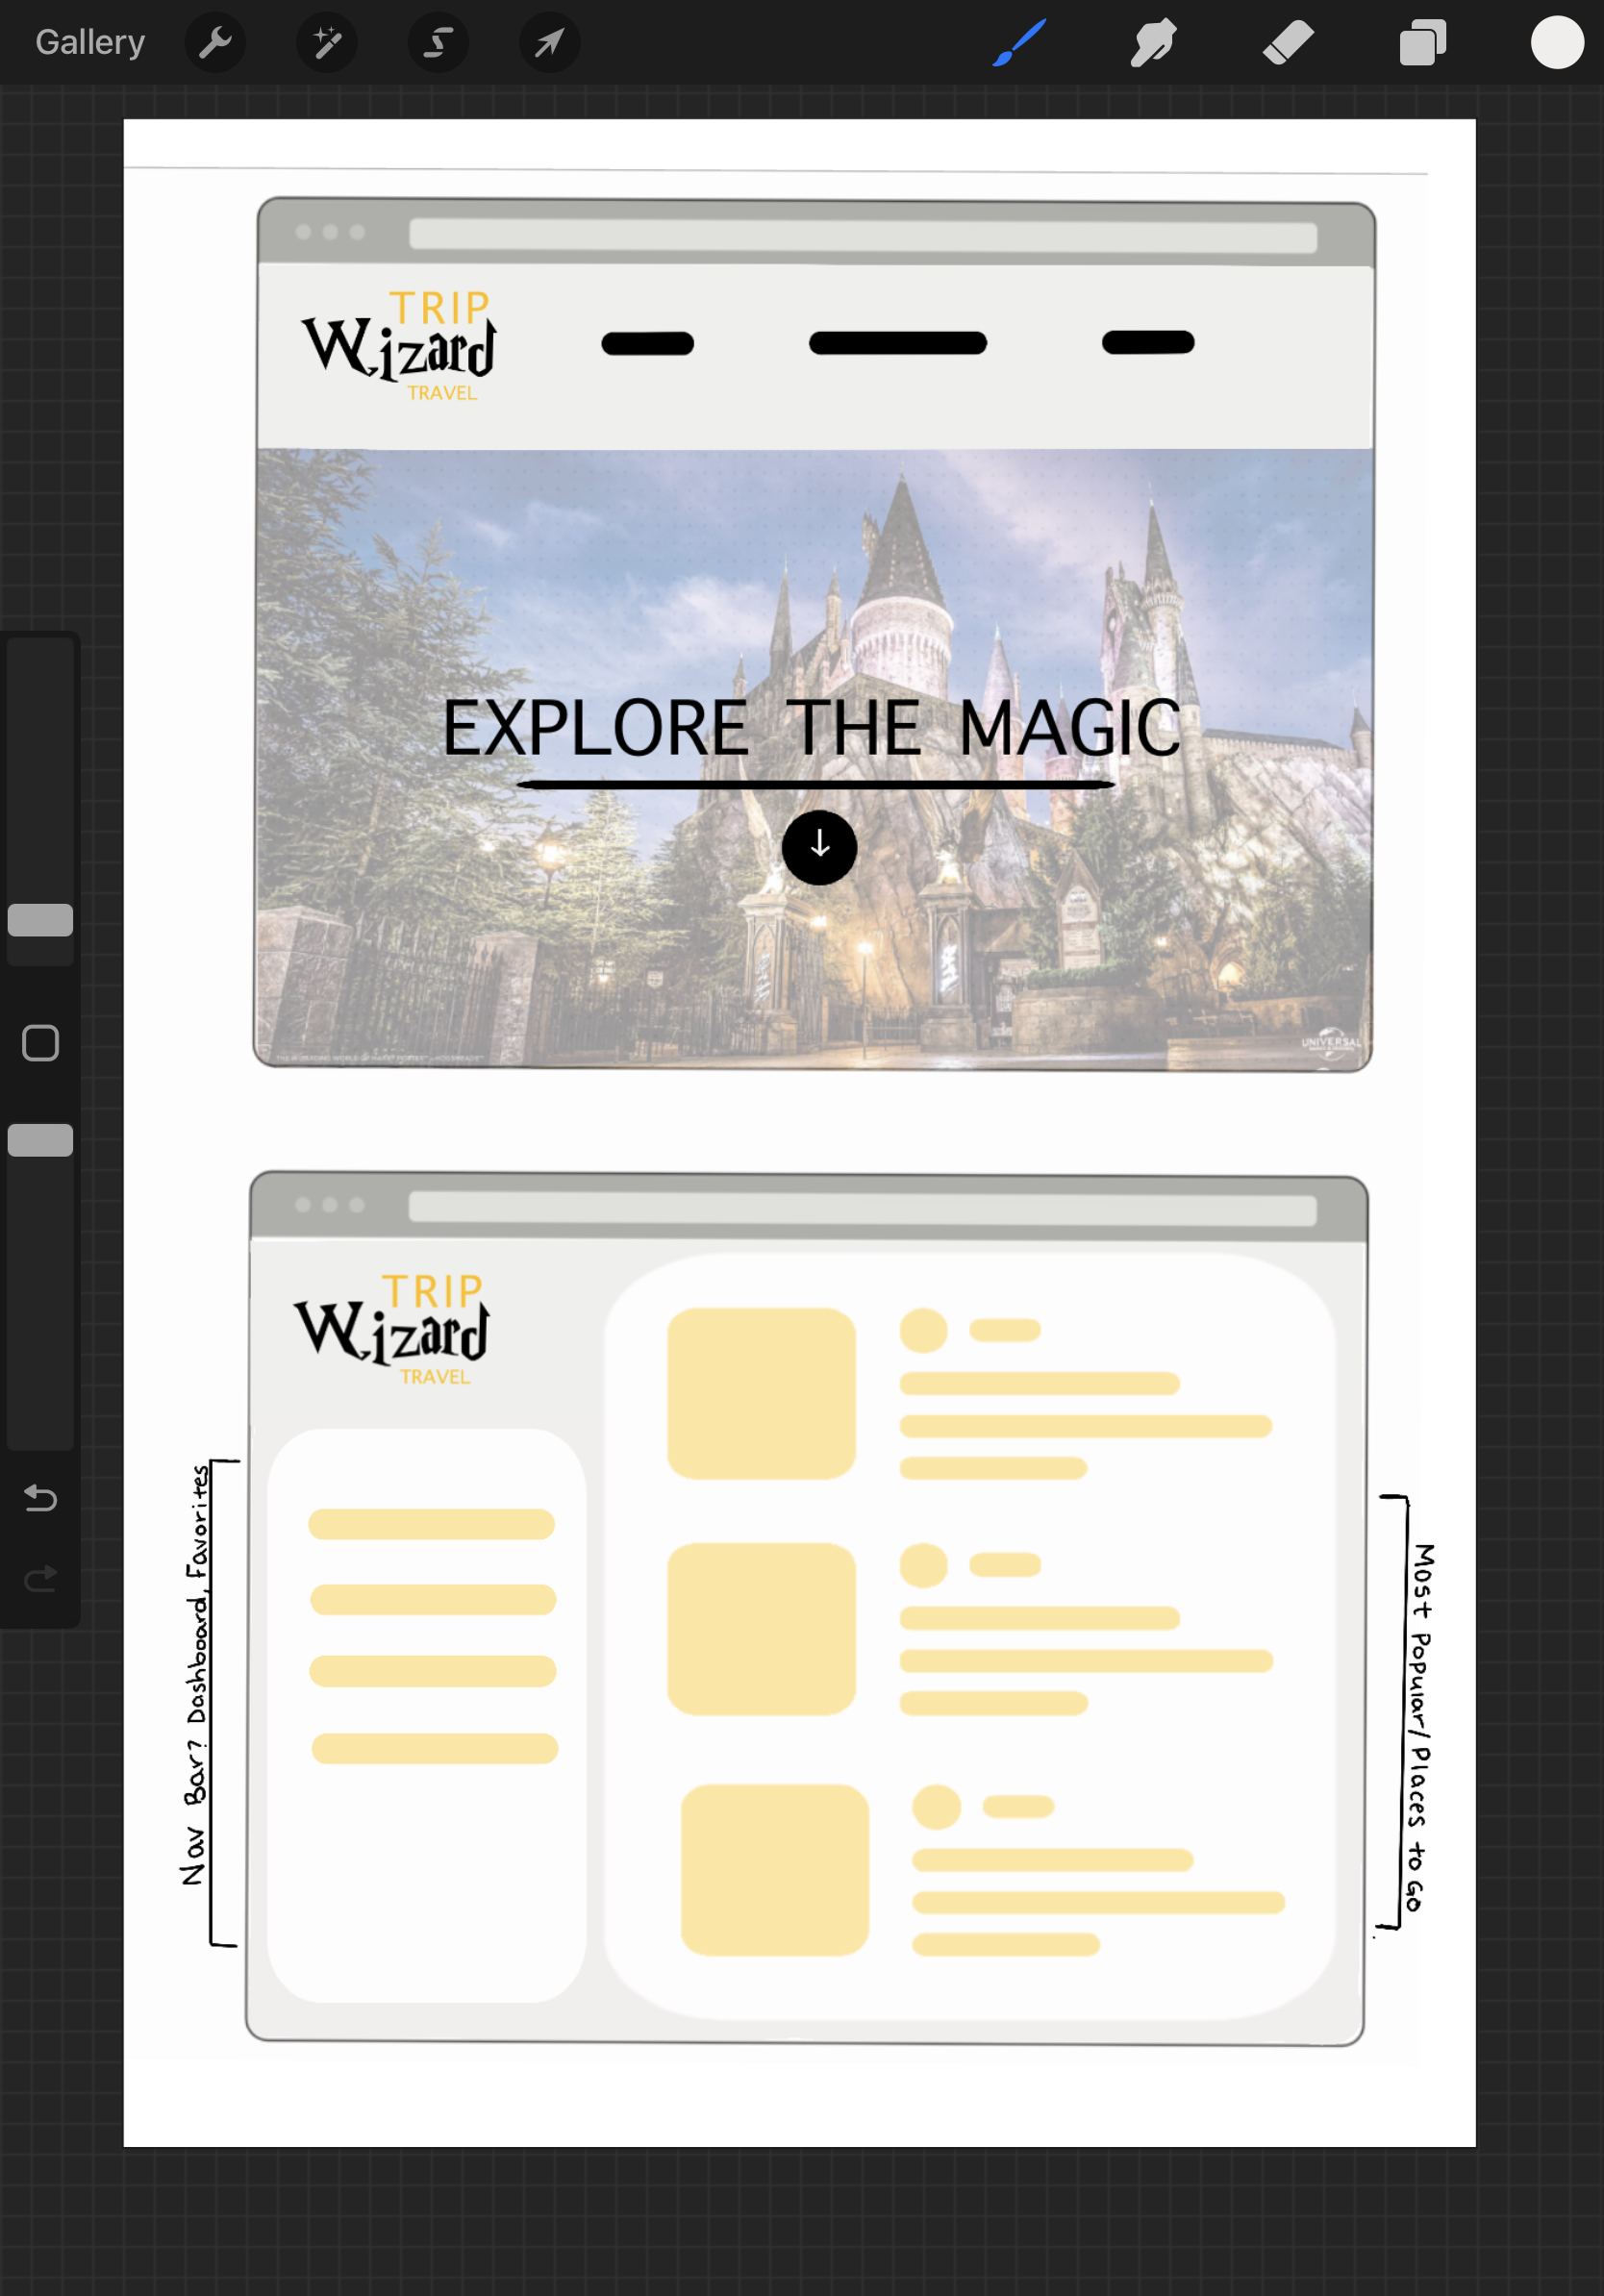 Gallery
TRIP
Wizard
TRAVEL
EXPLORE THE MAGIC
UNIVERSAL
TRIP
Wizard
TRAVEL
Nav Bar? Dashboard, Favorites
Most Popular/Places to Go